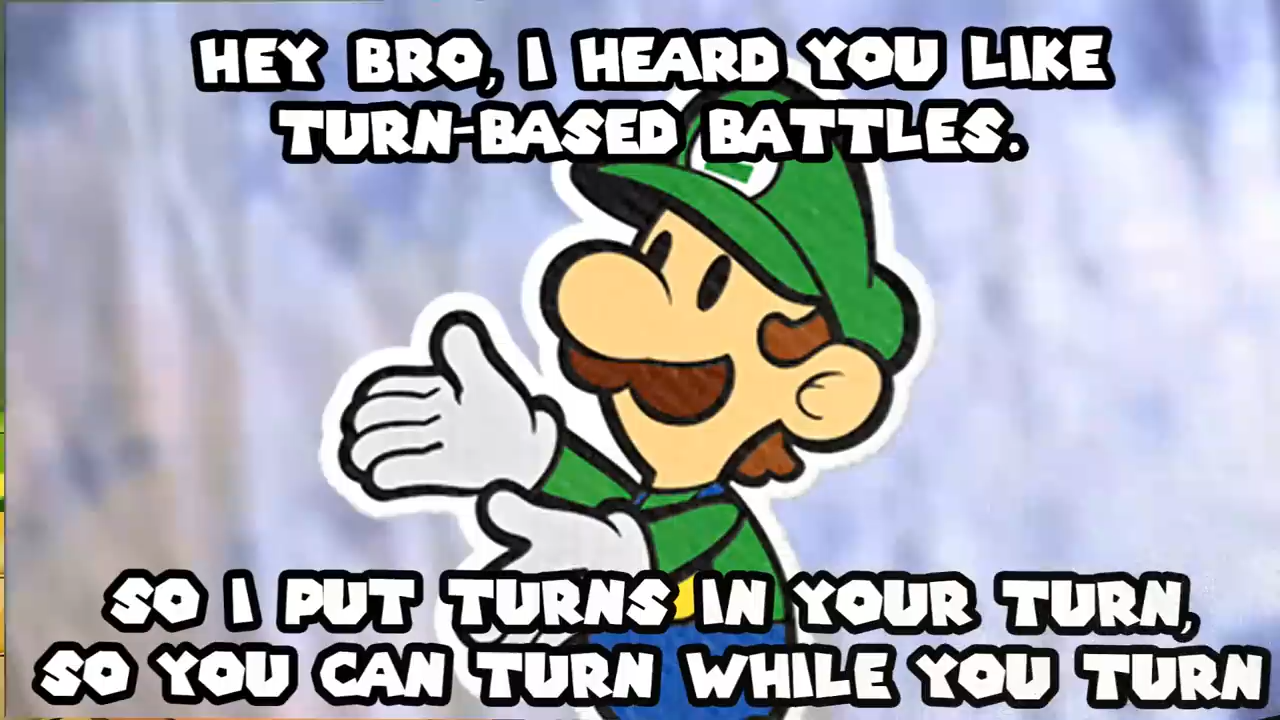 HEY BRO, I HEARD YOU LIKE
TURN-BASED BATTLES.
SO I PUT TURNS IN YOUR TURN,
SO YOU CAN TURN WHILE YOU TURN